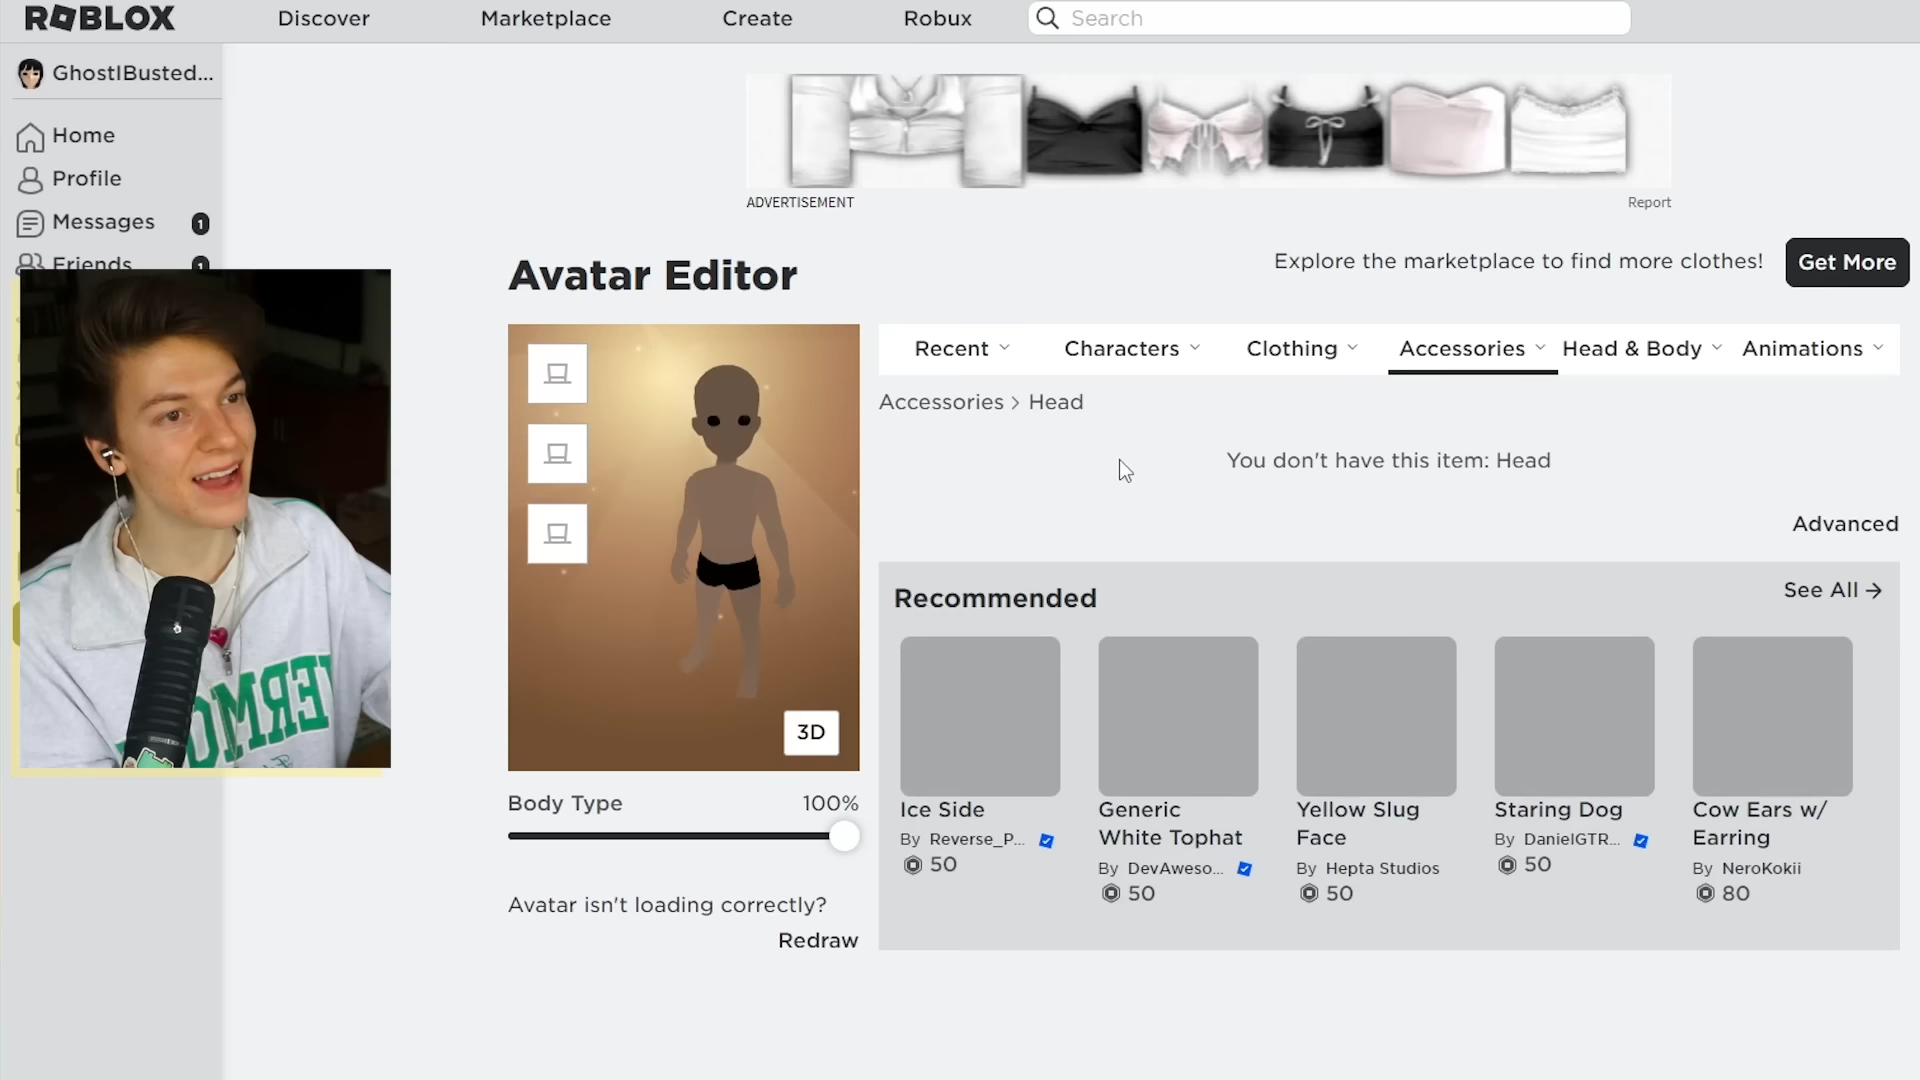 ROBLOX
Discover
Marketplace
Create
Robux
Search
GhostIBusted...
Home
Profile
Messages
1
Friends
1
ADVERTISEMENT
Report
Avatar Editor
Explore the marketplace to find more clothes!
Get More
Recent
Characters
Clothing
Accessories
Head & Body
Animations
Accessories > Head
You don't have this item: Head
Advanced
3D
Recommended
See All →
Ice Side
By Reverse_P...
50
Generic
White Tophat
By DevAweso...
50
Yellow Slug
Face
By Hepta Studios
50
Staring Dog
By DanielGTR...
50
Cow Ears w/
Earring
By NeroKokii
80
Body Type
100%
Avatar isn't loading correctly?
Redraw